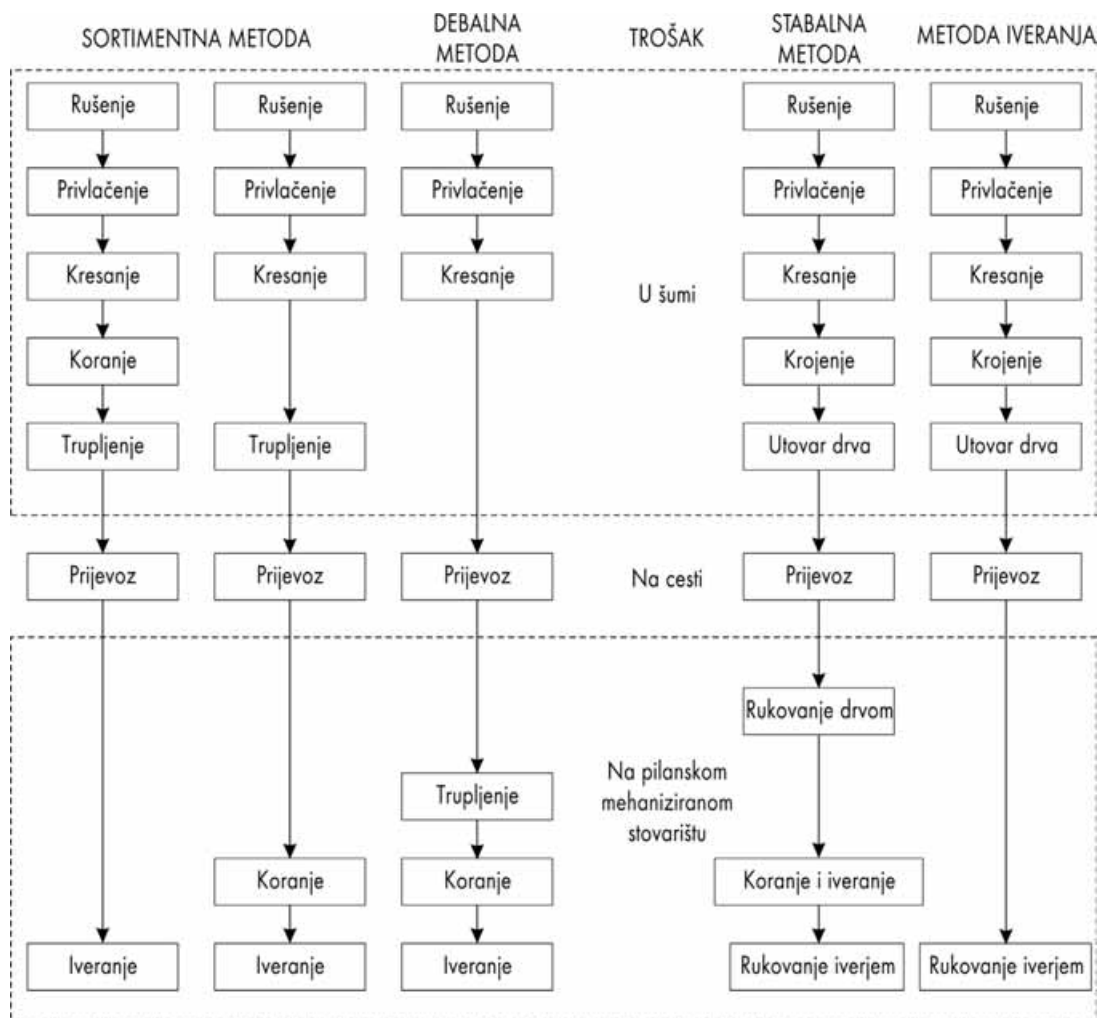 SORTIMENTNA METODA
DEBALNA
METODA
TROŠAK
STABALNA
METODA
METODA IVERANJA
Rušenje
Rušenje
Rušenje
Rušenje
Rušenje
Privlačenje
Privlačenje
Privlačenje
Privlačenje
Privlačenje
Kresanje
Kresanje
Kresanje
U šumi
Kresanje
Kresanje
Koranje
Krojenje
Krojenje
Trupljenje
Trupljenje
Utovar drva
Utovar drva
Prijevoz
Prijevoz
Prijevoz
Na cesti
Prijevoz
Prijevoz
Rukovanje drvom
Trupljenje
Na pilanskom
mehaniziranom
stovarištu
Koranje
Koranje
Koranje i iveranje
Iveranje
Iveranje
Iveranje
Rukovanje iverjem
Rukovanje iverjem